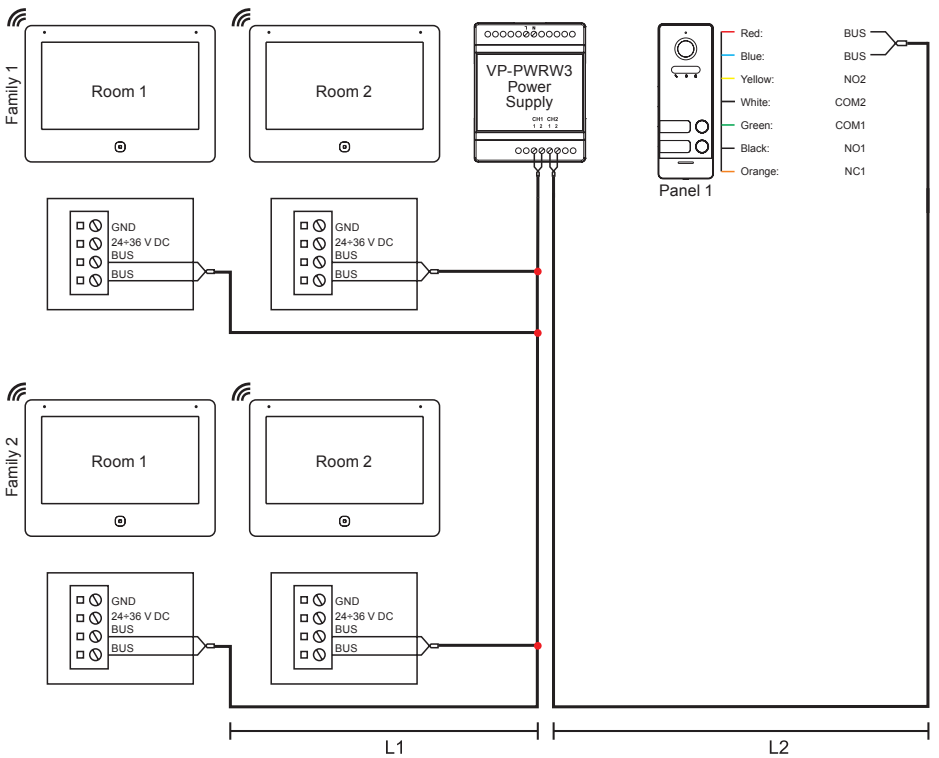 Family 1
Room 1
Room 2
L N
VP-PWRW3
Power
Supply
CH1 CH2
1 2 1 2
Red: BUS
Blue: BUS
Yellow: NO2
White: COM2
Green: COM1
Black: NO1
Orange: NC1
Panel 1
GND
24÷36 V DC
BUS
BUS
GND
24÷36 V DC
BUS
BUS
Family 2
Room 1
Room 2
GND
24÷36 V DC
BUS
BUS
GND
24÷36 V DC
BUS
BUS
L1
L2